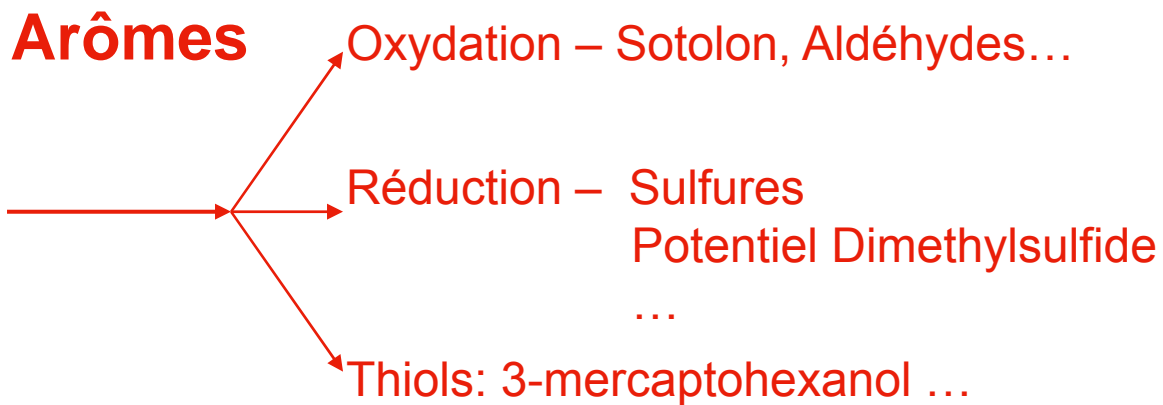 Arômes
Oxydation – Sotolon, Aldéhydes…
Réduction – Sulfures
Potentiel Dimethylsulfide
…
Thiols: 3-mercaptohexanol …